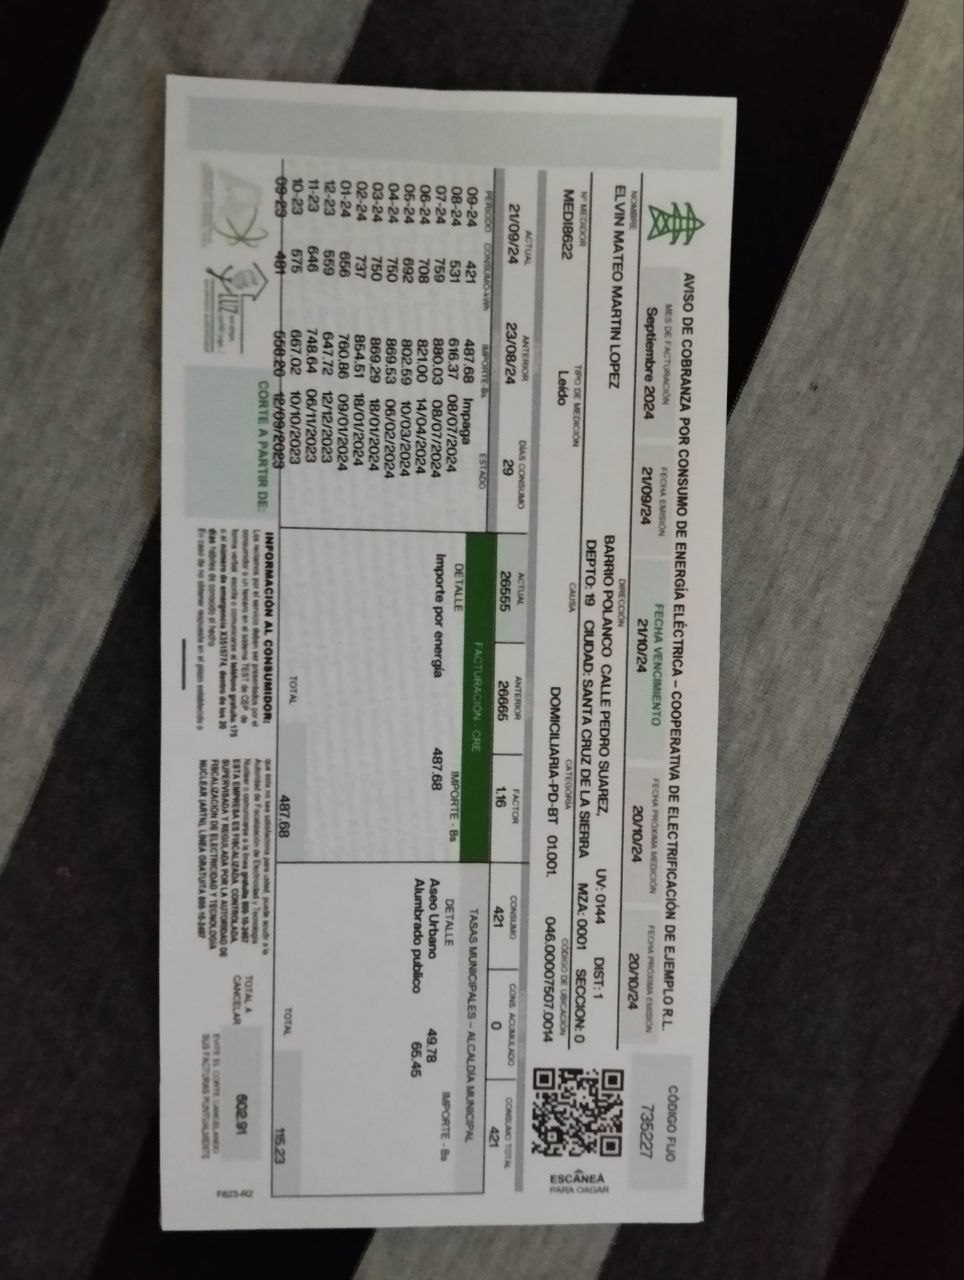 AVISO DE COBRANZA POR CONSUMO DE ENERGÍA ELÉCTRICA – COOPERATIVA DE ELECTRIFICACIÓN DE EJEMPLO R.L.
CÓDIGO FIJO
735227
MES DE FACTURACIÓN
Septiembre 2024
FECHA EMISIÓN
21/09/24
FECHA VENCIMIENTO
21/10/24
FECHA PRÓXIMA MEDICIÓN
20/10/24
FECHA PRÓXIMA EMISIÓN
20/10/24
NOMBRE
ELVIN MATEO MARTIN LOPEZ
DIRECCIÓN
BARRIO POLANCO CALLE PEDRO SUAREZ, UV: 0144 DIST: 1
DEPTO: 19 CIUDAD: SANTA CRUZ DE LA SIERRA MZA: 0001 SECCION: 0
Nº MEDIDOR
MEDI8622
TIPO DE MEDICIÓN
Leído
CAUSA
CATEGORÍA
DOMICILIARIA-PD-BT 01.001.
CÓDIGO DE UBICACIÓN
046.00007507.0014
ESCANEA
PARA OAGAR
ACTUAL ANTERIOR DÍAS CONSUMO ACTUAL ANTERIOR FACTOR CONSUMO CONS. ACUMULADO CONSUMO TOTAL
21/09/24 23/08/24 29 26555 26665 1.16 421 0 421
PERIODO CONSUMO-kWh IMPORTE-Bs ESTADO
09-24 421 487.68 Impaga
08-24 531 616.37 08/07/2024
07-24 759 880.03 08/07/2024
06-24 708 821.00 14/04/2024
05-24 692 802.59 10/03/2024
04-24 750 869.53 06/02/2024
03-24 750 869.29 18/01/2024
02-24 737 854.51 18/01/2024
01-24 656 760.86 09/01/2024
12-23 559 647.72 12/12/2023
11-23 646 748.64 06/11/2023
10-23 575 667.02 10/10/2023
09-23 481 558.20 12/09/2023
FACTURACIÓN - CRE
DETALLE IMPORTE - Bs
Importe por energía 487.68
TOTAL 487.68
TASAS MUNICIPALES – ALCALDÍA MUNICIPAL
DETALLE IMPORTE - Bs
Aseo Urbano 49.78
Alumbrado publico 65.45
TOTAL 115.23
LUZ
CORTE A PARTIR DE:
INFORMACIÓN AL CONSUMIDOR:
Los reclamos por el servicio deben ser presentados por el
consumidor o un tercero en el sistema TEST de CEP de
forma verbal, escrita o comunicarse al teléfono gratuito 175
o al número de emergencia X3515774, dentro de los 20
días hábiles de conocido el hecho
En caso de no obtener respuesta en el plazo establecido o
que esta no sea satisfactoria para usted, puede acudir a la
Autoridad de Fiscalización de Electricidad y Tecnología
Nuclear o comunicarse a la línea gratuita 800-10-2407
ESTA EMPRESA ES FISCALIZADA, CONTROLADA,
SUPERVISADA Y REGULADA POR LA AUTORIDAD DE
FISCALIZACIÓN DE ELECTRICIDAD Y TECNOLOGÍA
NUCLEAR (AETN), LÍNEA GRATUITA 800-10-2407
TOTAL A
CANCELAR
602.91
EVITE EL CORTE CANCELANDO
SUS FACTURAS PUNTUALMENTE
F823-R2